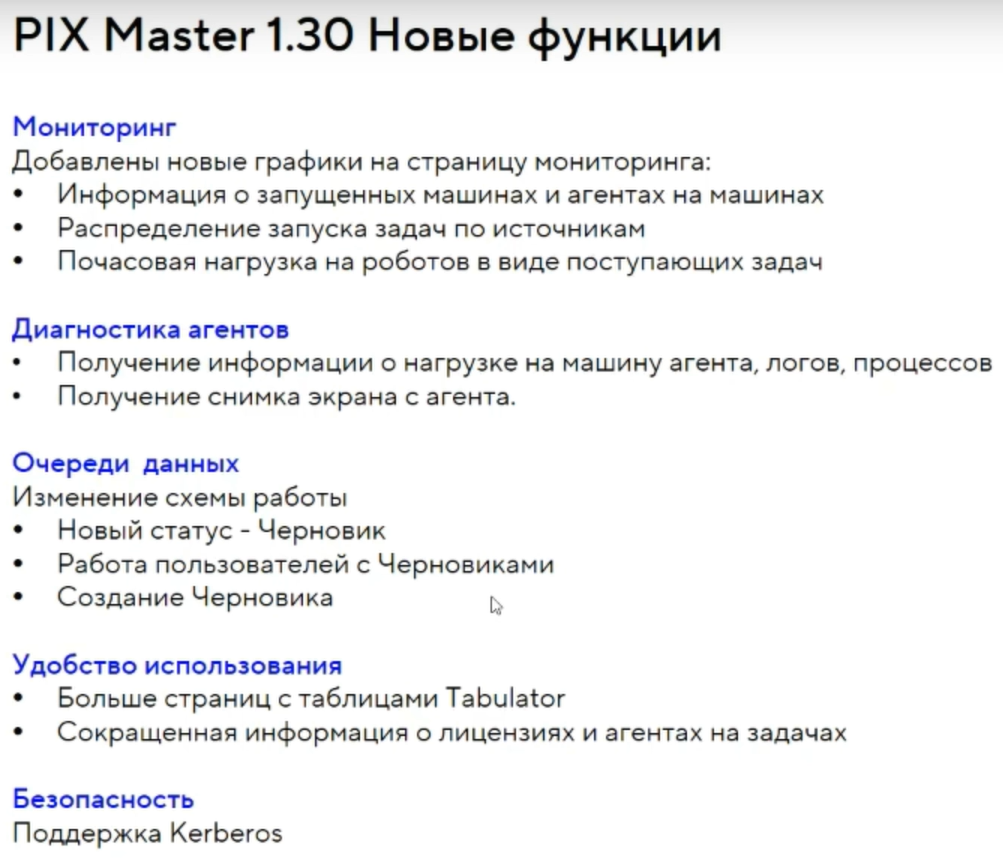 PIX Master 1.30 Новые функции
Мониторинг
Добавлены новые графики на страницу мониторинга:
• Информация о запущенных машинах и агентах на машинах
• Распределение запуска задач по источникам
• Почасовая нагрузка на роботов в виде поступающих задач
Диагностика агентов
• Получение информации о нагрузке на машину агента, логов, процессов
• Получение снимка экрана с агента.
Очереди данных
Изменение схемы работы
• Новый статус - Черновик
• Работа пользователей с Черновиками
• Создание Черновика
Удобство использования
• Больше страниц с таблицами Tabulator
• Сокращенная информация о лицензиях и агентах на задачах
Безопасность
Поддержка Kerberos